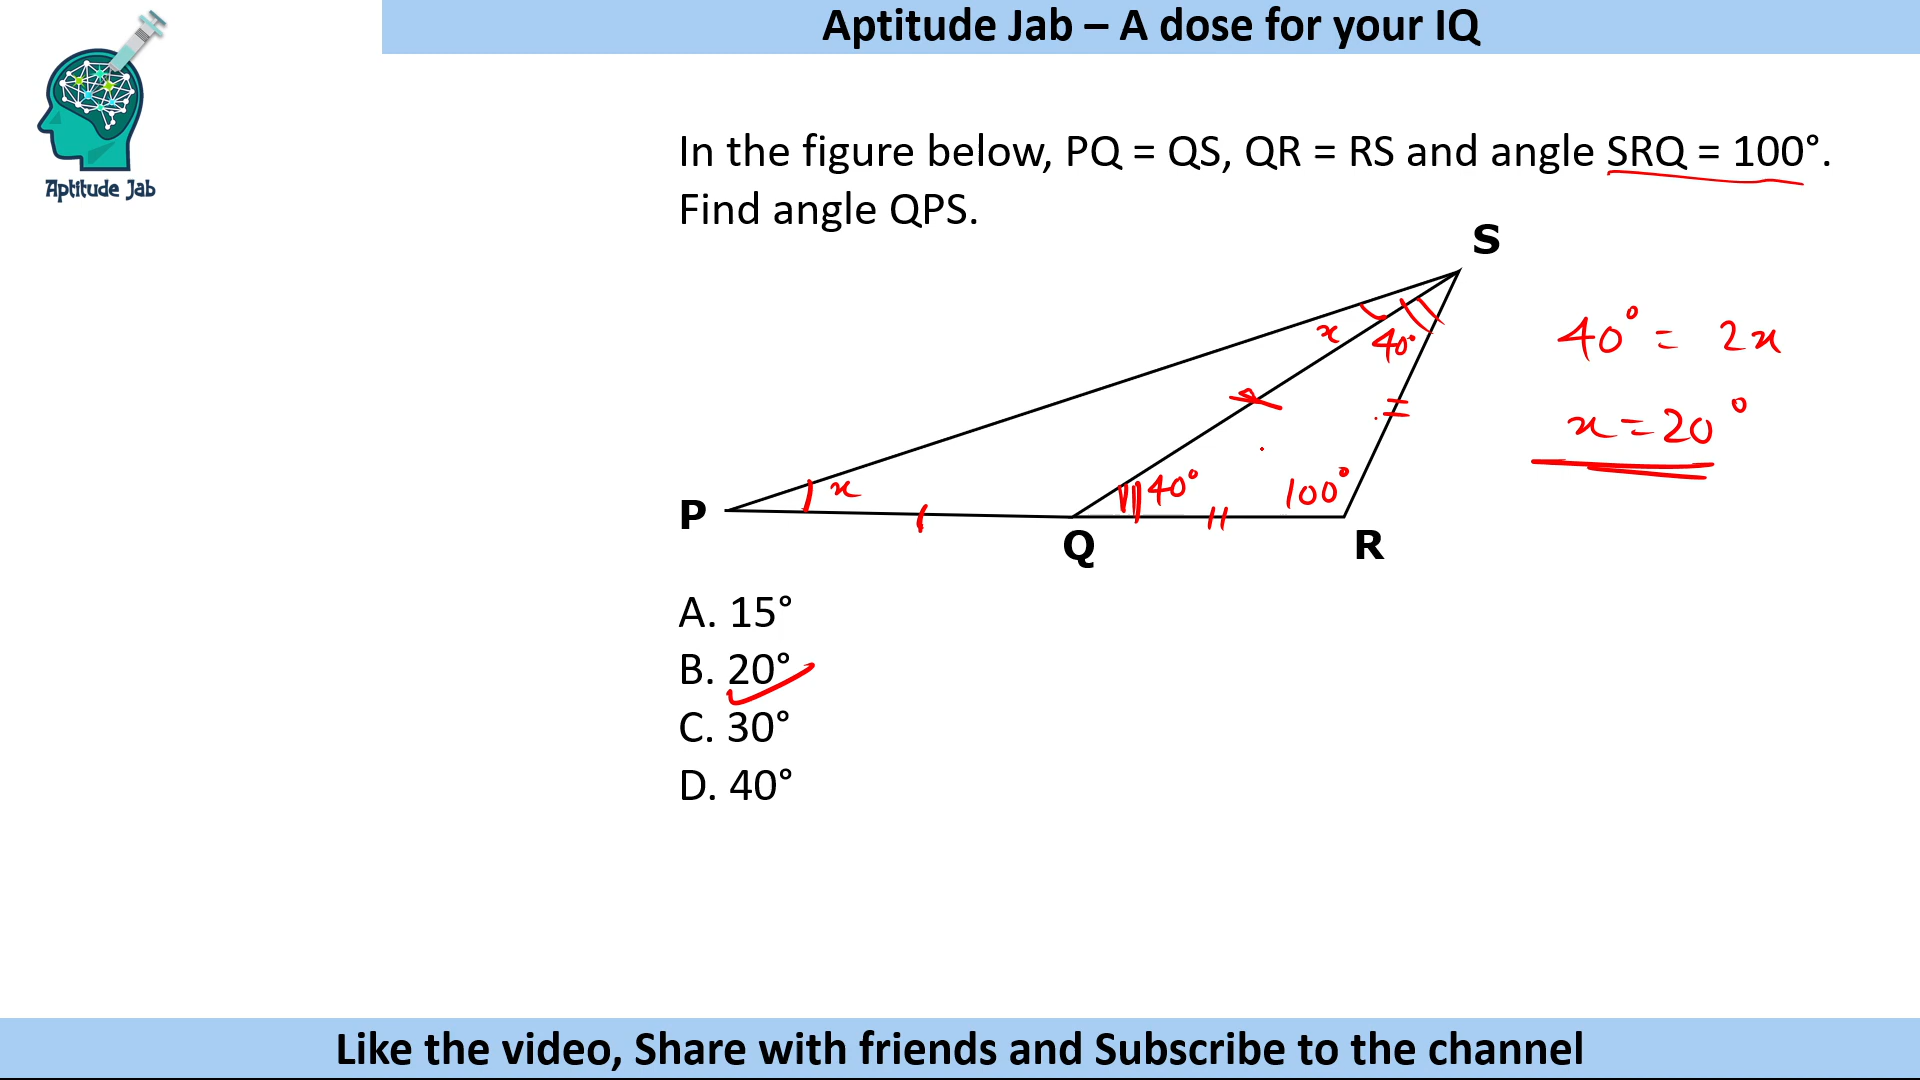 Aptitude Jab – A dose for your IQ
Aptitude Jab
In the figure below, PQ = QS, QR = RS and angle SRQ = 100°.
Find angle QPS.
S
x
40°
40° = 2x
x = 20°
P
x
40°
100°
Q
R
A. 15°
B. 20°
C. 30°
D. 40°
Like the video, Share with friends and Subscribe to the channel